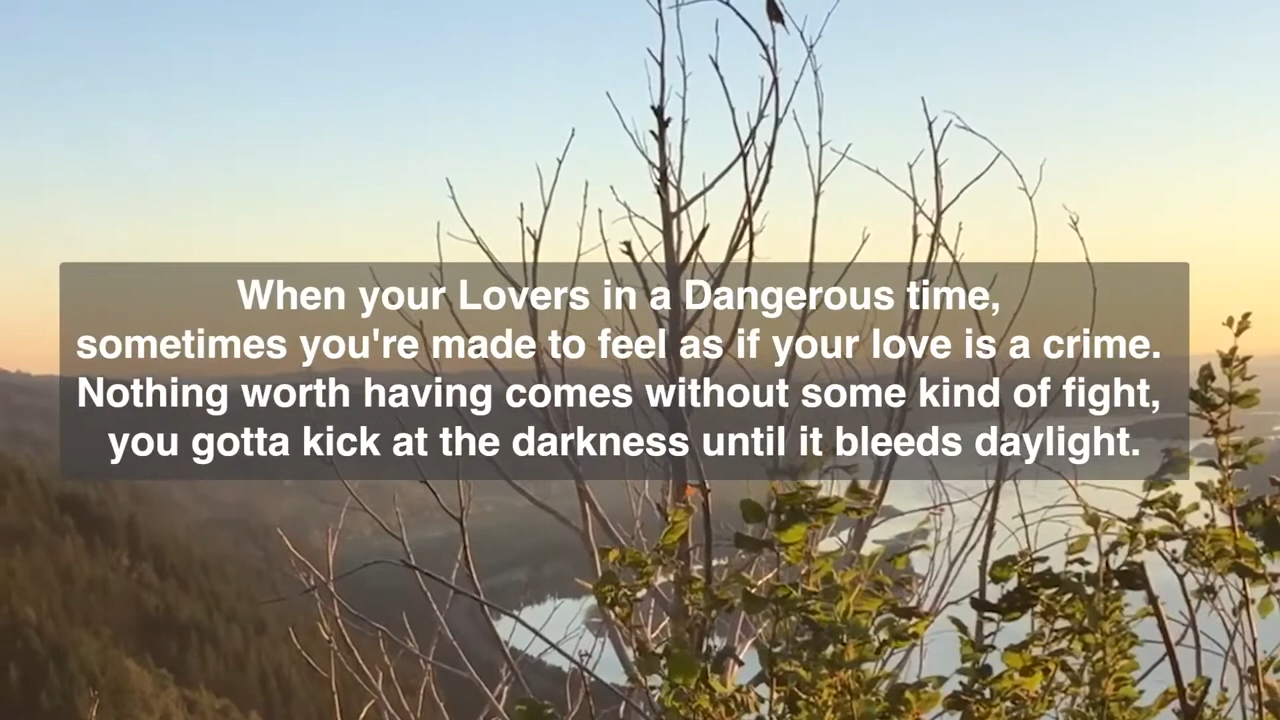 When your Lovers in a Dangerous time,
sometimes you're made to feel as if your love is a crime.
Nothing worth having comes without some kind of fight,
you gotta kick at the darkness until it bleeds daylight.